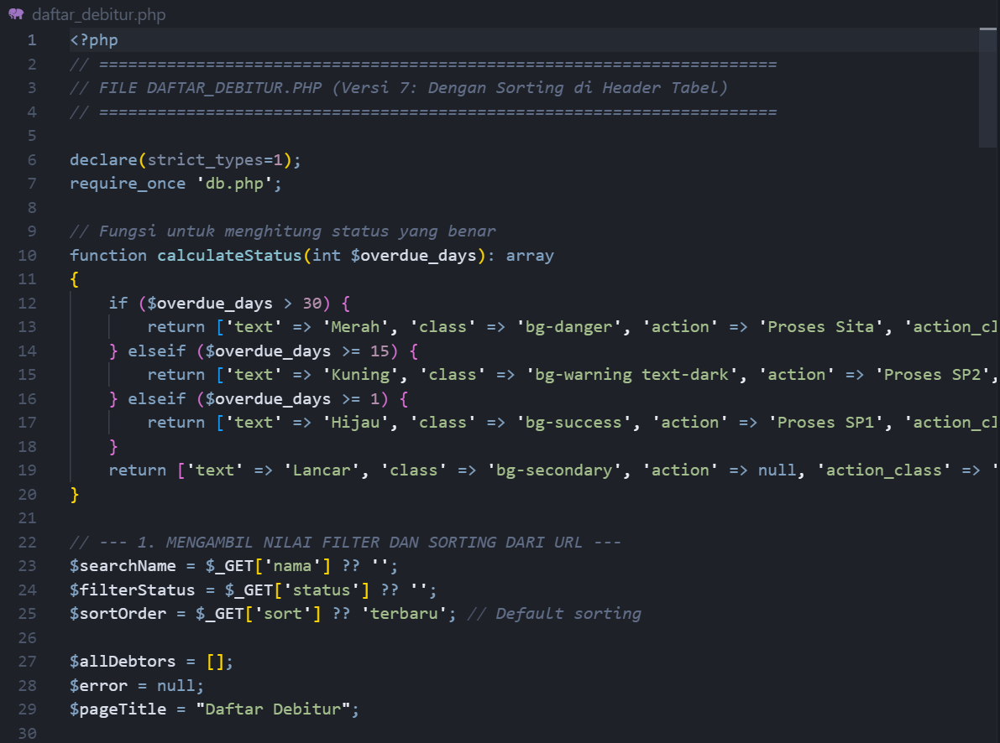 daftar_debitur.php
1 <?php
2 // ======================================================================
3 // FILE DAFTAR_DEBITUR.PHP (Versi 7: Dengan Sorting di Header Tabel)
4 // ======================================================================
5
6 declare(strict_types=1);
7 require_once 'db.php';
8
9 // Fungsi untuk menghitung status yang benar
10 function calculateStatus(int $overdue_days): array
11 {
12     if ($overdue_days > 30) {
13         return ['text' => 'Merah', 'class' => 'bg-danger', 'action' => 'Proses Sita', 'action_cl
14     } elseif ($overdue_days >= 15) {
15         return ['text' => 'Kuning', 'class' => 'bg-warning text-dark', 'action' => 'Proses SP2',
16     } elseif ($overdue_days >= 1) {
17         return ['text' => 'Hijau', 'class' => 'bg-success', 'action' => 'Proses SP1', 'action_cl
18     }
19     return ['text' => 'Lancar', 'class' => 'bg-secondary', 'action' => null, 'action_class' => '
20 }
21
22 // --- 1. MENGAMBIL NILAI FILTER DAN SORTING DARI URL ---
23 $searchName = $_GET['nama'] ?? '';
24 $filterStatus = $_GET['status'] ?? '';
25 $sortOrder = $_GET['sort'] ?? 'terbaru'; // Default sorting
26
27 $allDebtors = [];
28 $error = null;
29 $pageTitle = "Daftar Debitur";
30